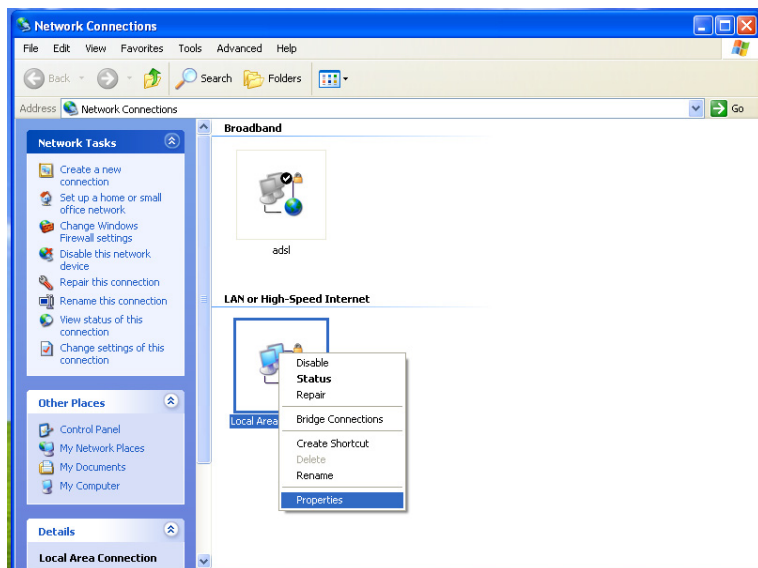 Network Connections
File Edit View Favorites Tools Advanced Help
Back Search Folders
Address Network Connections Go
Network Tasks
Create a new
connection
Set up a home or small
office network
Change Windows
Firewall settings
Disable this network
device
Repair this connection
Rename this connection
View status of this
connection
Change settings of this
connection
Other Places
Control Panel
My Network Places
My Documents
My Computer
Details
Local Area Connection
Broadband
adsl
LAN or High-Speed Internet
Local Area
Disable
Status
Repair
Bridge Connections
Create Shortcut
Delete
Rename
Properties